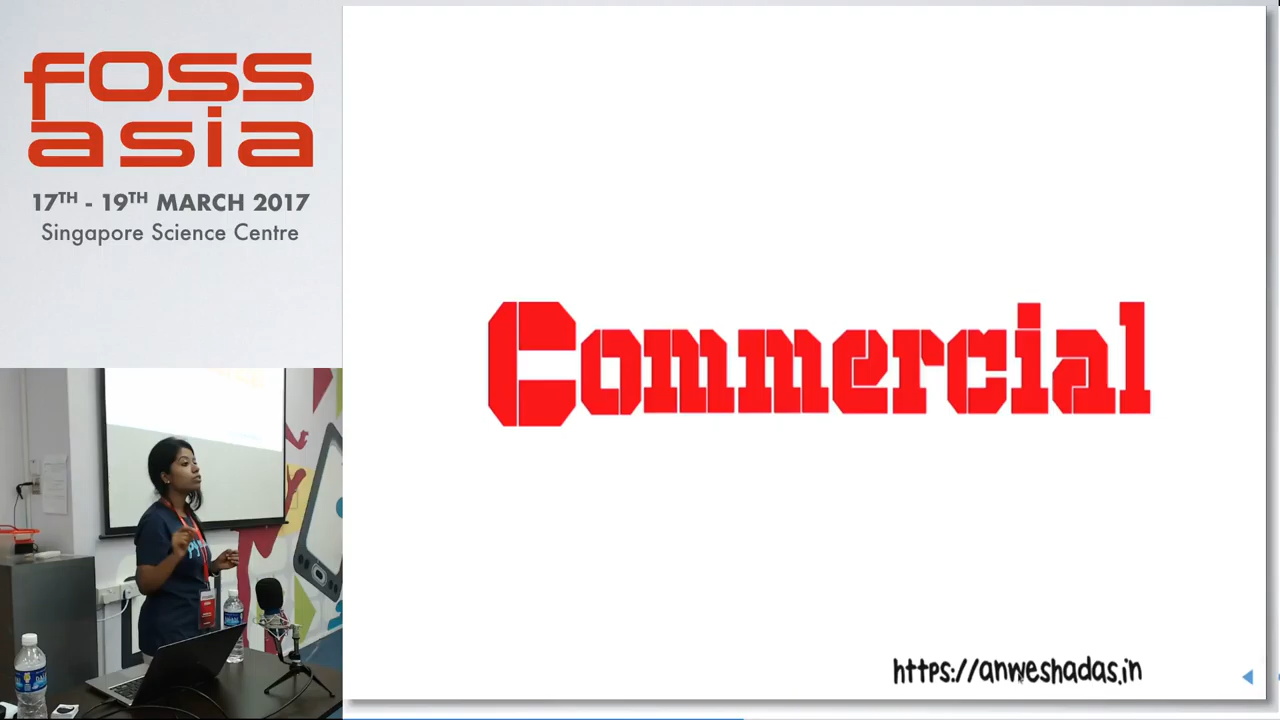 foss
asia
17TH - 19TH MARCH 2017
Singapore Science Centre
Commercial
https://anweshadas.in